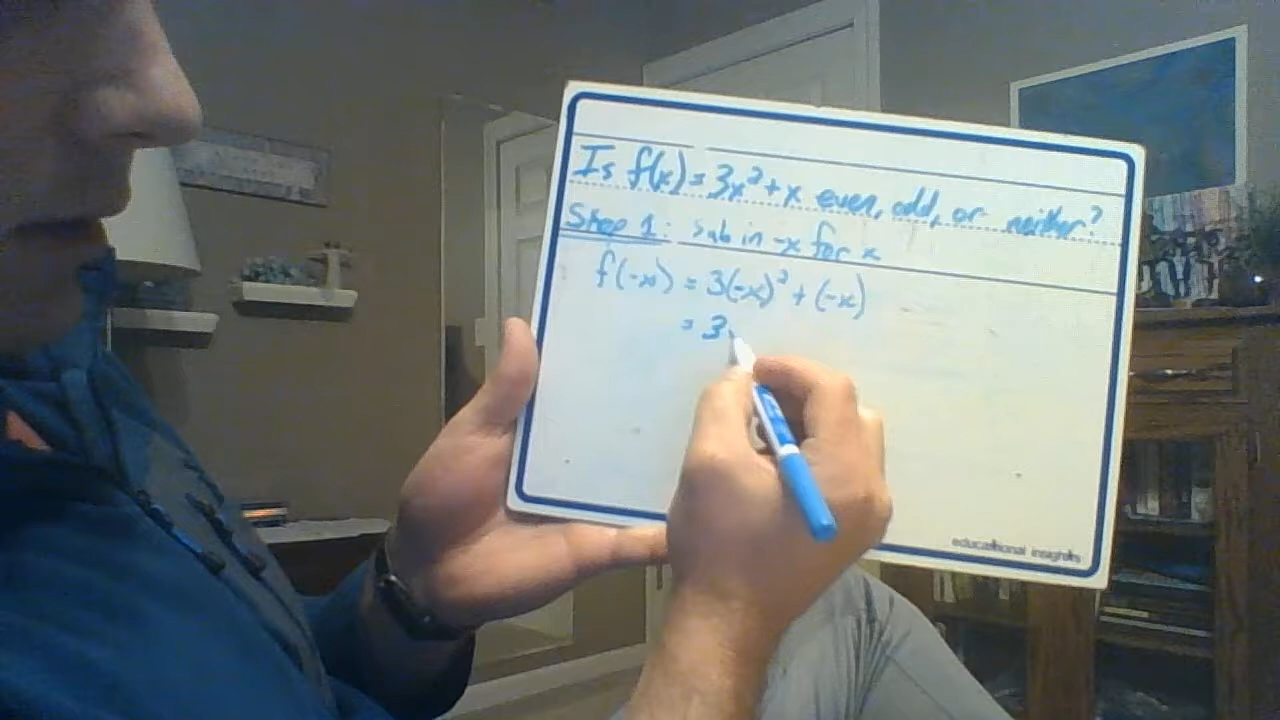 Is f(x) = 3x² + x even, odd, or neither?
Step 1: sub in -x for x
f(-x) = 3(-x)² + (-x)
= 3
educational insights